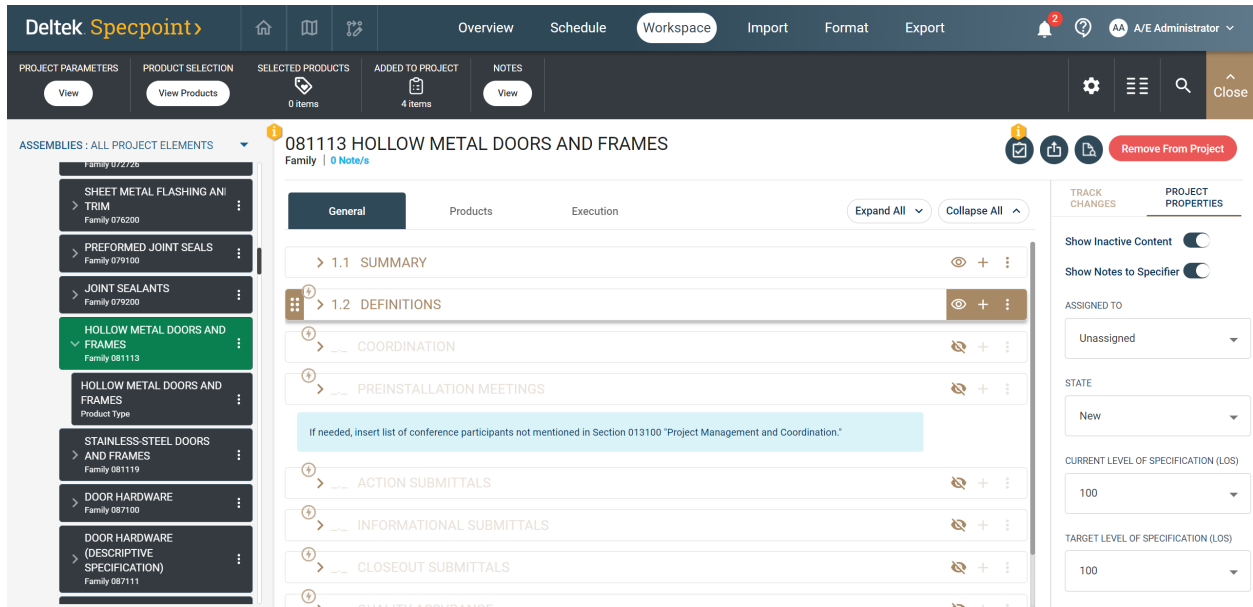 Deltek Specpoint
Overview
Schedule
Workspace
Import
Format
Export
2
AA
A/E Administrator
PROJECT PARAMETERS
View
PRODUCT SELECTION
View Products
SELECTED PRODUCTS
0 items
ADDED TO PROJECT
4 items
NOTES
View
Close
ASSEMBLIES : ALL PROJECT ELEMENTS
Family 072726
SHEET METAL FLASHING AN
TRIM
Family 076200
PREFORMED JOINT SEALS
Family 079100
JOINT SEALANTS
Family 079200
HOLLOW METAL DOORS AND
FRAMES
Family 081113
HOLLOW METAL DOORS AND
FRAMES
Product Type
STAINLESS-STEEL DOORS
AND FRAMES
Family 081119
DOOR HARDWARE
Family 087100
DOOR HARDWARE
(DESCRIPTIVE
SPECIFICATION)
Family 087111
081113 HOLLOW METAL DOORS AND FRAMES
Family | 0 Note/s
Remove From Project
General
Products
Execution
Expand All
Collapse All
1.1 SUMMARY
1.2 DEFINITIONS
_._ COORDINATION
_._ PREINSTALLATION MEETINGS
If needed, insert list of conference participants not mentioned in Section 013100 "Project Management and Coordination."
_._ ACTION SUBMITTALS
_._ INFORMATIONAL SUBMITTALS
_._ CLOSEOUT SUBMITTALS
QUALITY ASSURANCE
TRACK
CHANGES
PROJECT
PROPERTIES
Show Inactive Content
Show Notes to Specifier
ASSIGNED TO
Unassigned
STATE
New
CURRENT LEVEL OF SPECIFICATION (LOS)
100
TARGET LEVEL OF SPECIFICATION (LOS)
100